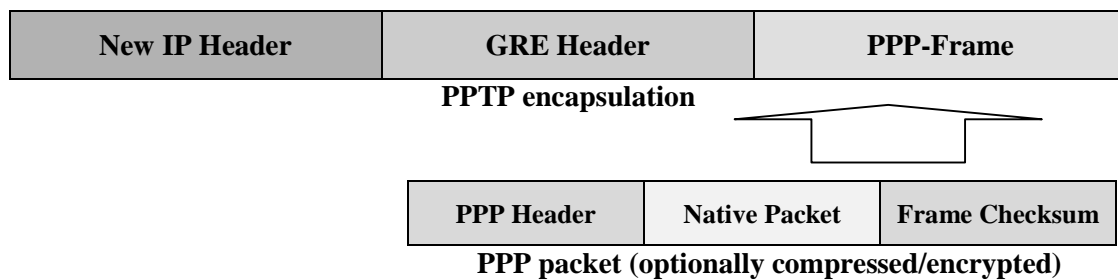 New IP Header GRE Header PPP-Frame
PPTP encapsulation
PPP Header Native Packet Frame Checksum
PPP packet (optionally compressed/encrypted)